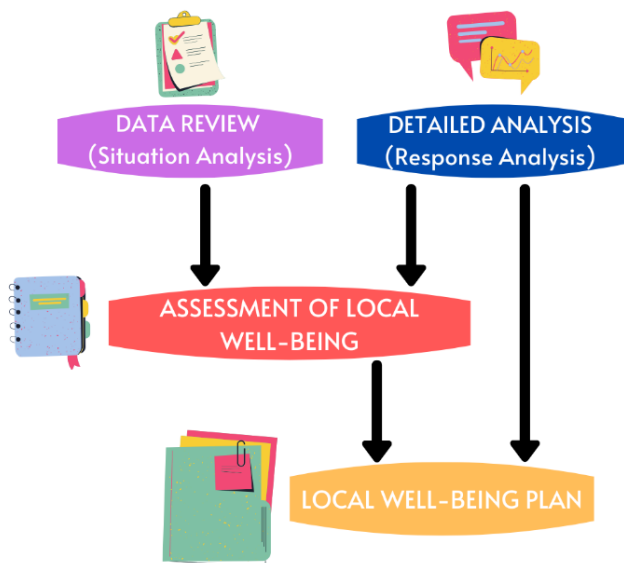 DATA REVIEW
(Situation Analysis)
DETAILED ANALYSIS
(Response Analysis)
ASSESSMENT OF LOCAL
WELL-BEING
LOCAL WELL-BEING PLAN